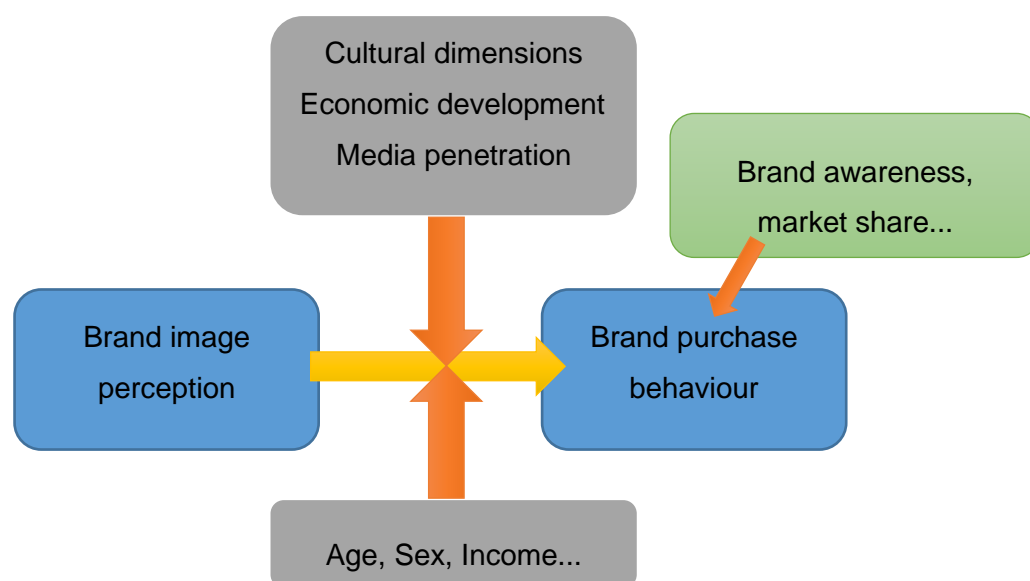 Cultural dimensions
Economic development
Media penetration
Brand awareness,
market share...
Brand image
perception
Brand purchase
behaviour
Age, Sex, Income...